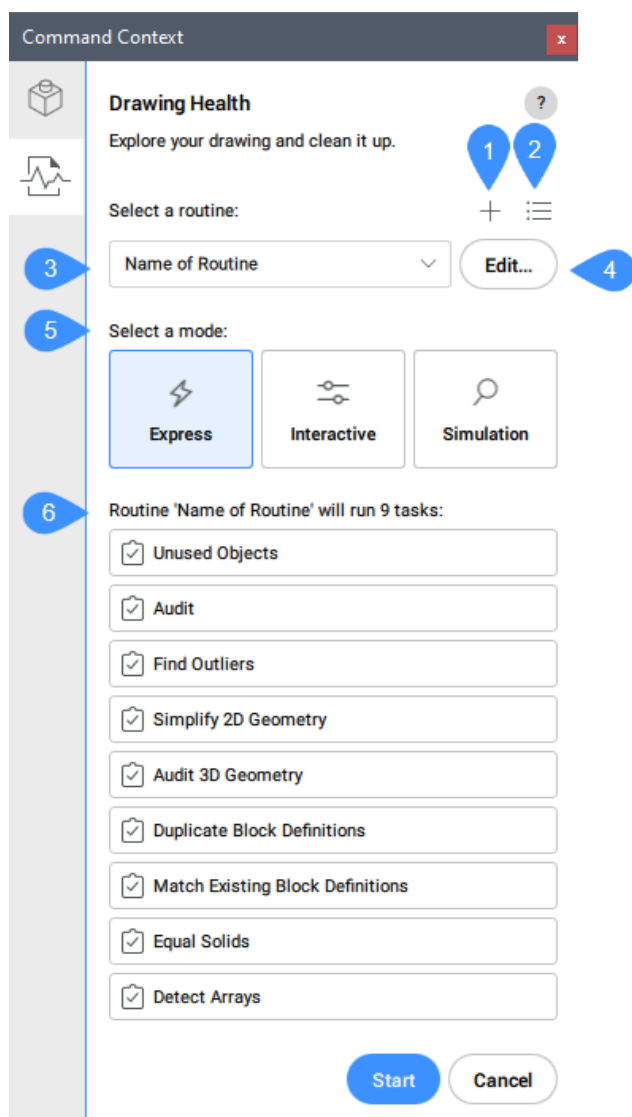 Command Context
x
Drawing Health
?
Explore your drawing and clean it up.
1
2
Select a routine:
3
Name of Routine
Edit...
4
5
Select a mode:
Express
Interactive
Simulation
6
Routine 'Name of Routine' will run 9 tasks:
Unused Objects
Audit
Find Outliers
Simplify 2D Geometry
Audit 3D Geometry
Duplicate Block Definitions
Match Existing Block Definitions
Equal Solids
Detect Arrays
Start
Cancel